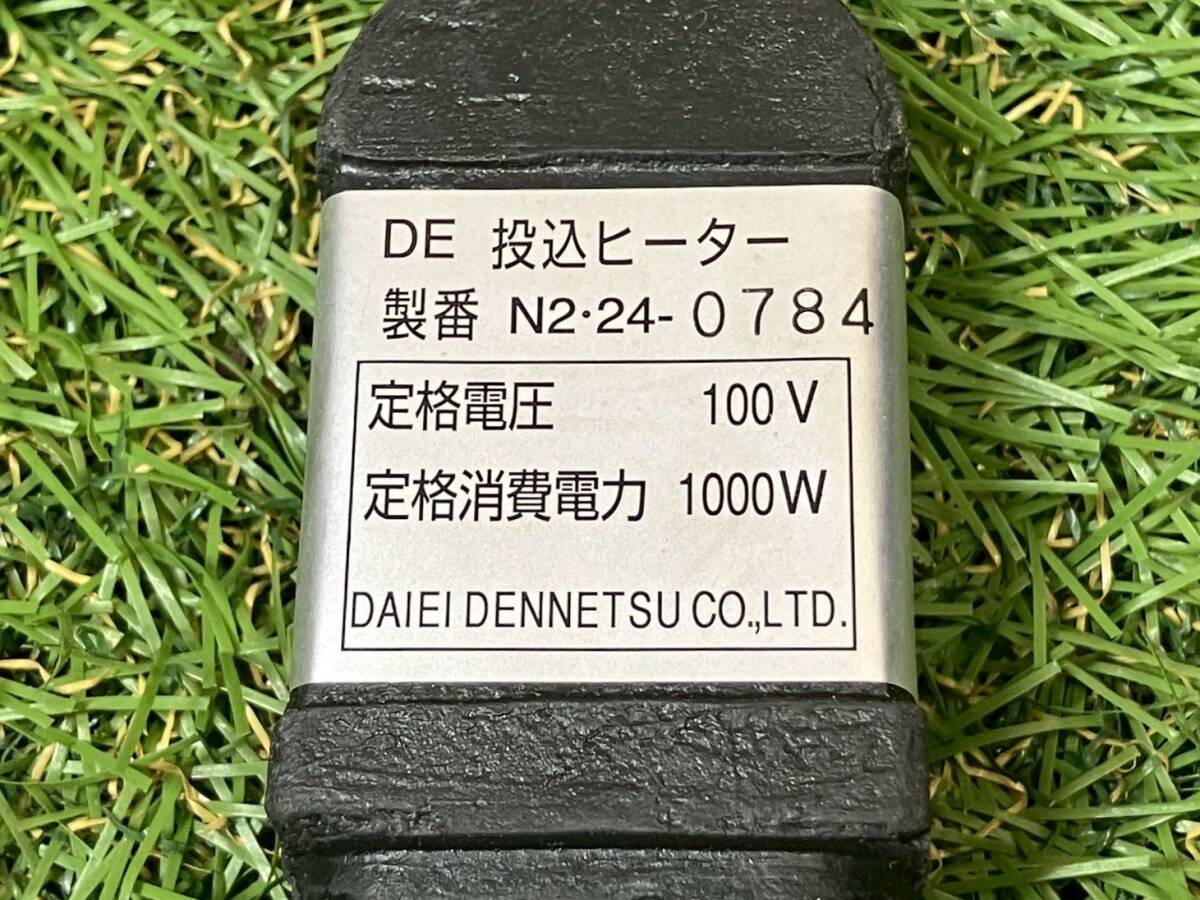 DE 投込ヒーター
製番 N2・24-0784
定格電圧 100V
定格消費電力 1000W
DAIEI DENNETSU CO.,LTD.